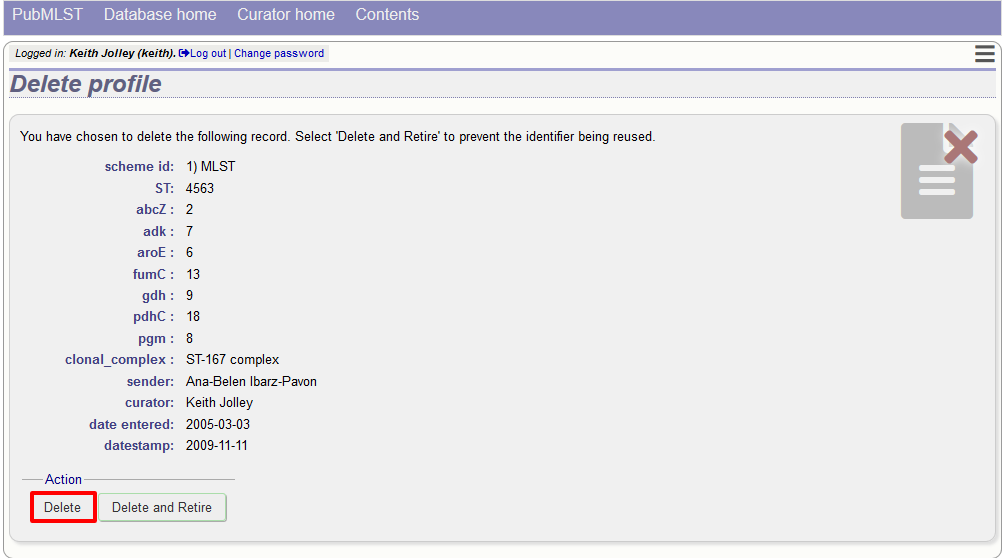 PubMLST Database home Curator home Contents
Logged in: Keith Jolley (keith). Log out | Change password
Delete profile
You have chosen to delete the following record. Select 'Delete and Retire' to prevent the identifier being reused.
scheme id: 1) MLST
ST: 4563
abcZ : 2
adk : 7
aroE : 6
fumC : 13
gdh : 9
pdhC : 18
pgm : 8
clonal_complex : ST-167 complex
sender: Ana-Belen Ibarz-Pavon
curator: Keith Jolley
date entered: 2005-03-03
datestamp: 2009-11-11
Action
Delete Delete and Retire